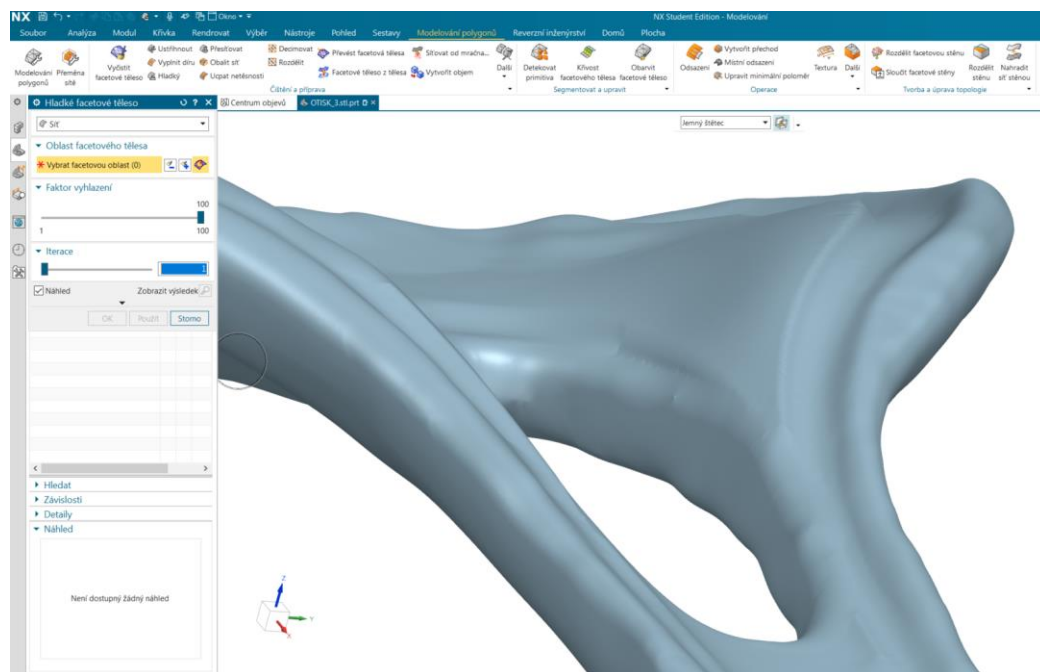 NX Okno NX Student Edition - Modelování
Soubor Analýza Modul Křivka Rendrovat Výběr Nástroje Pohled Sestavy Modelování polygonů Reverzní inženýrství Domů Plocha
Modelování polygonů
Přeměna sítě
Vyčistit facetové těleso
Ustřihnout
Vyplnit díru
Hladký
Přesíťovat
Obalit síť
Ucpat netěsnosti
Decimovat
Rozdělit
Převést facetová tělesa
Facetové těleso z tělesa
Síťovat od mračna...
Vytvořit objem
Další
Čištění a příprava
Detekovat primitiva
Křivost facetového tělesa
Obarvit facetové těleso
Segmentovat a upravit
Odsazení
Vytvořit přechod
Místní odsazení
Upravit minimální poloměr
Textura
Další
Operace
Rozdělit facetovou stěnu
Sloučit facetové stěny
Rozdělit stěnu
Nahradit síť stěnou
Tvorba a úprava topologie
Hladké facetové těleso
Centrum objevů
OTISK_3.stl.prt
Síť
Jemný štětec
Oblast facetového tělesa
Vybrat facetovou oblast (0)
Faktor vyhlazení
100
1 100
Iterace
1
Náhled Zobrazit výsledek
OK Použít Storno
Hledat
Závislosti
Detaily
Náhled
Není dostupný žádný náhled
Z
Y
X